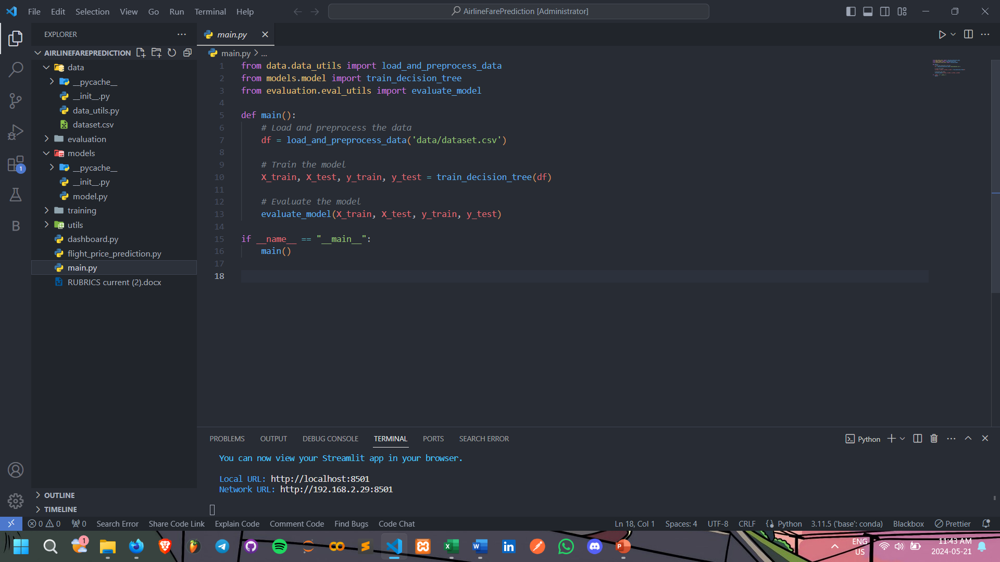 File Edit Selection View Go Run Terminal Help
AirlineFarePrediction [Administrator]
EXPLORER
AIRLINEFAREPREDICTION
data
__pycache__
__init__.py
data_utils.py
dataset.csv
evaluation
models
__pycache__
__init__.py
model.py
training
utils
dashboard.py
flight_price_prediction.py
main.py
RUBRICS current (2).docx
OUTLINE
TIMELINE
1
B
main.py
main.py > ...
1 from data.data_utils import load_and_preprocess_data
2 from models.model import train_decision_tree
3 from evaluation.eval_utils import evaluate_model
4
5 def main():
6 # Load and preprocess the data
7 df = load_and_preprocess_data('data/dataset.csv')
8
9 # Train the model
10 X_train, X_test, y_train, y_test = train_decision_tree(df)
11
12 # Evaluate the model
13 evaluate_model(X_train, X_test, y_train, y_test)
14
15 if __name__ == "__main__":
16 main()
17
18
PROBLEMS OUTPUT DEBUG CONSOLE TERMINAL PORTS SEARCH ERROR
Python
You can now view your Streamlit app in your browser.
Local URL: http://localhost:8501
Network URL: http://192.168.2.29:8501
0 0 0 Search Error Share Code Link Explain Code Comment Code Find Bugs Code Chat
Ln 18, Col 1 Spaces: 4 UTF-8 CRLF {} Python 3.11.5 ('base': conda) Blackbox Prettier
1
ENG
US
11:43 AM
2024-05-21